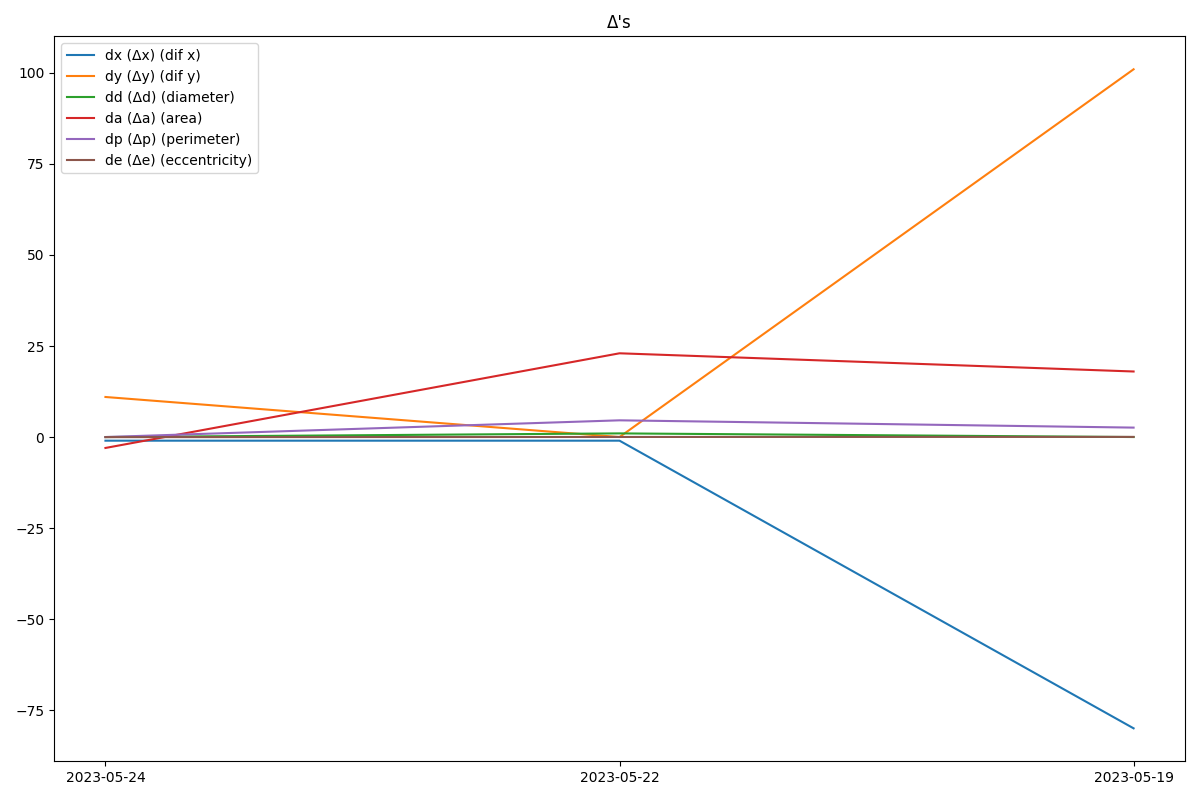 Δ's
dx (Δx) (dif x)
dy (Δy) (dif y)
dd (Δd) (diameter)
da (Δa) (area)
dp (Δp) (perimeter)
de (Δe) (eccentricity)
100
75
50
25
0
−25
−50
−75
2023-05-24 2023-05-22 2023-05-19